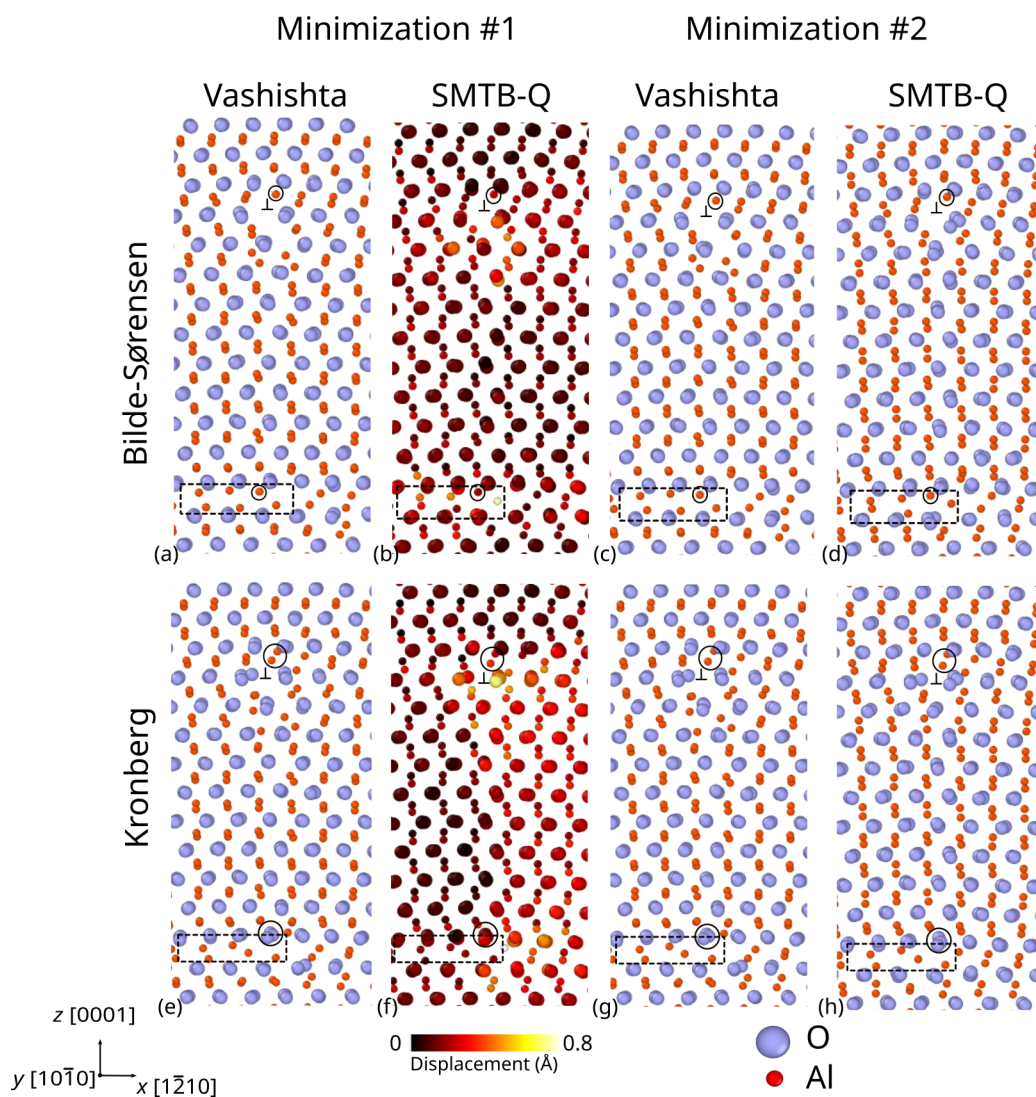 Minimization #1 Minimization #2
Vashishta SMTB-Q Vashishta SMTB-Q
Bilde-Sørensen
(a) (b) (c) (d)
Kronberg
(e) (f) (g) (h)
z [0001]
y [101̄0] x [12̄10]
0 0.8
Displacement (Å)
O
Al